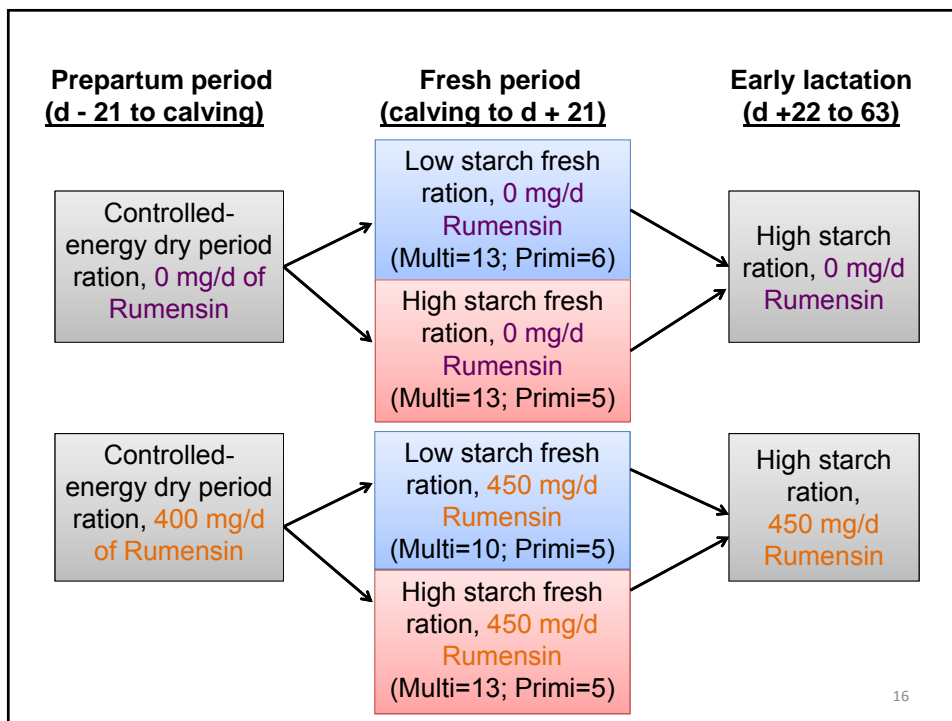 Prepartum period
(d - 21 to calving)
Fresh period
(calving to d + 21)
Early lactation
(d +22 to 63)
Controlled-
energy dry period
ration, 0 mg/d of
Rumensin
Low starch fresh
ration, 0 mg/d
Rumensin
(Multi=13; Primi=6)
High starch fresh
ration, 0 mg/d
Rumensin
(Multi=13; Primi=5)
High starch
ration, 0 mg/d
Rumensin
Controlled-
energy dry period
ration, 400 mg/d
of Rumensin
Low starch fresh
ration, 450 mg/d
Rumensin
(Multi=10; Primi=5)
High starch fresh
ration, 450 mg/d
Rumensin
(Multi=13; Primi=5)
High starch
ration,
450 mg/d
Rumensin
16